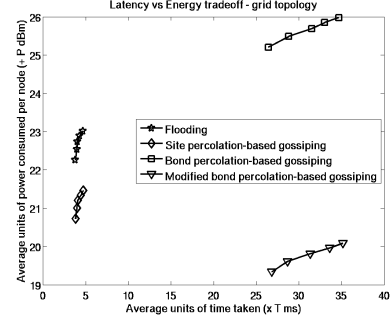 Latency vs Energy tradeoff - grid topology
Average units of power consumed per node (+ P dBm)
26
25
24
23
22
21
20
19
Flooding
Site percolation-based gossiping
Bond percolation-based gossiping
Modified bond percolation-based gossiping
0 5 10 15 20 25 30 35 40
Average units of time taken (x T ms)